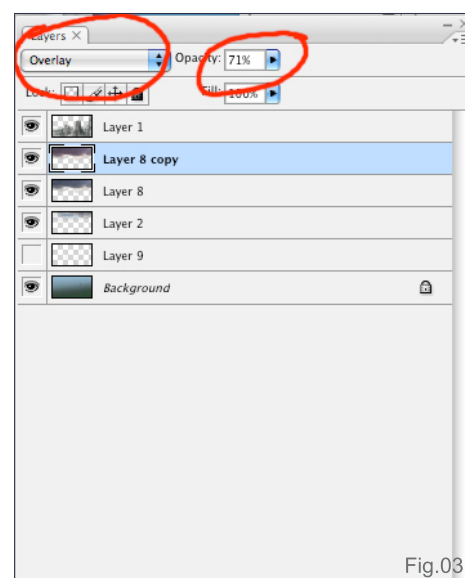 Layers ×
Overlay Opacity: 71%
Lock: Fill: 100%
Layer 1
Layer 8 copy
Layer 8
Layer 2
Layer 9
Background
Fig.03